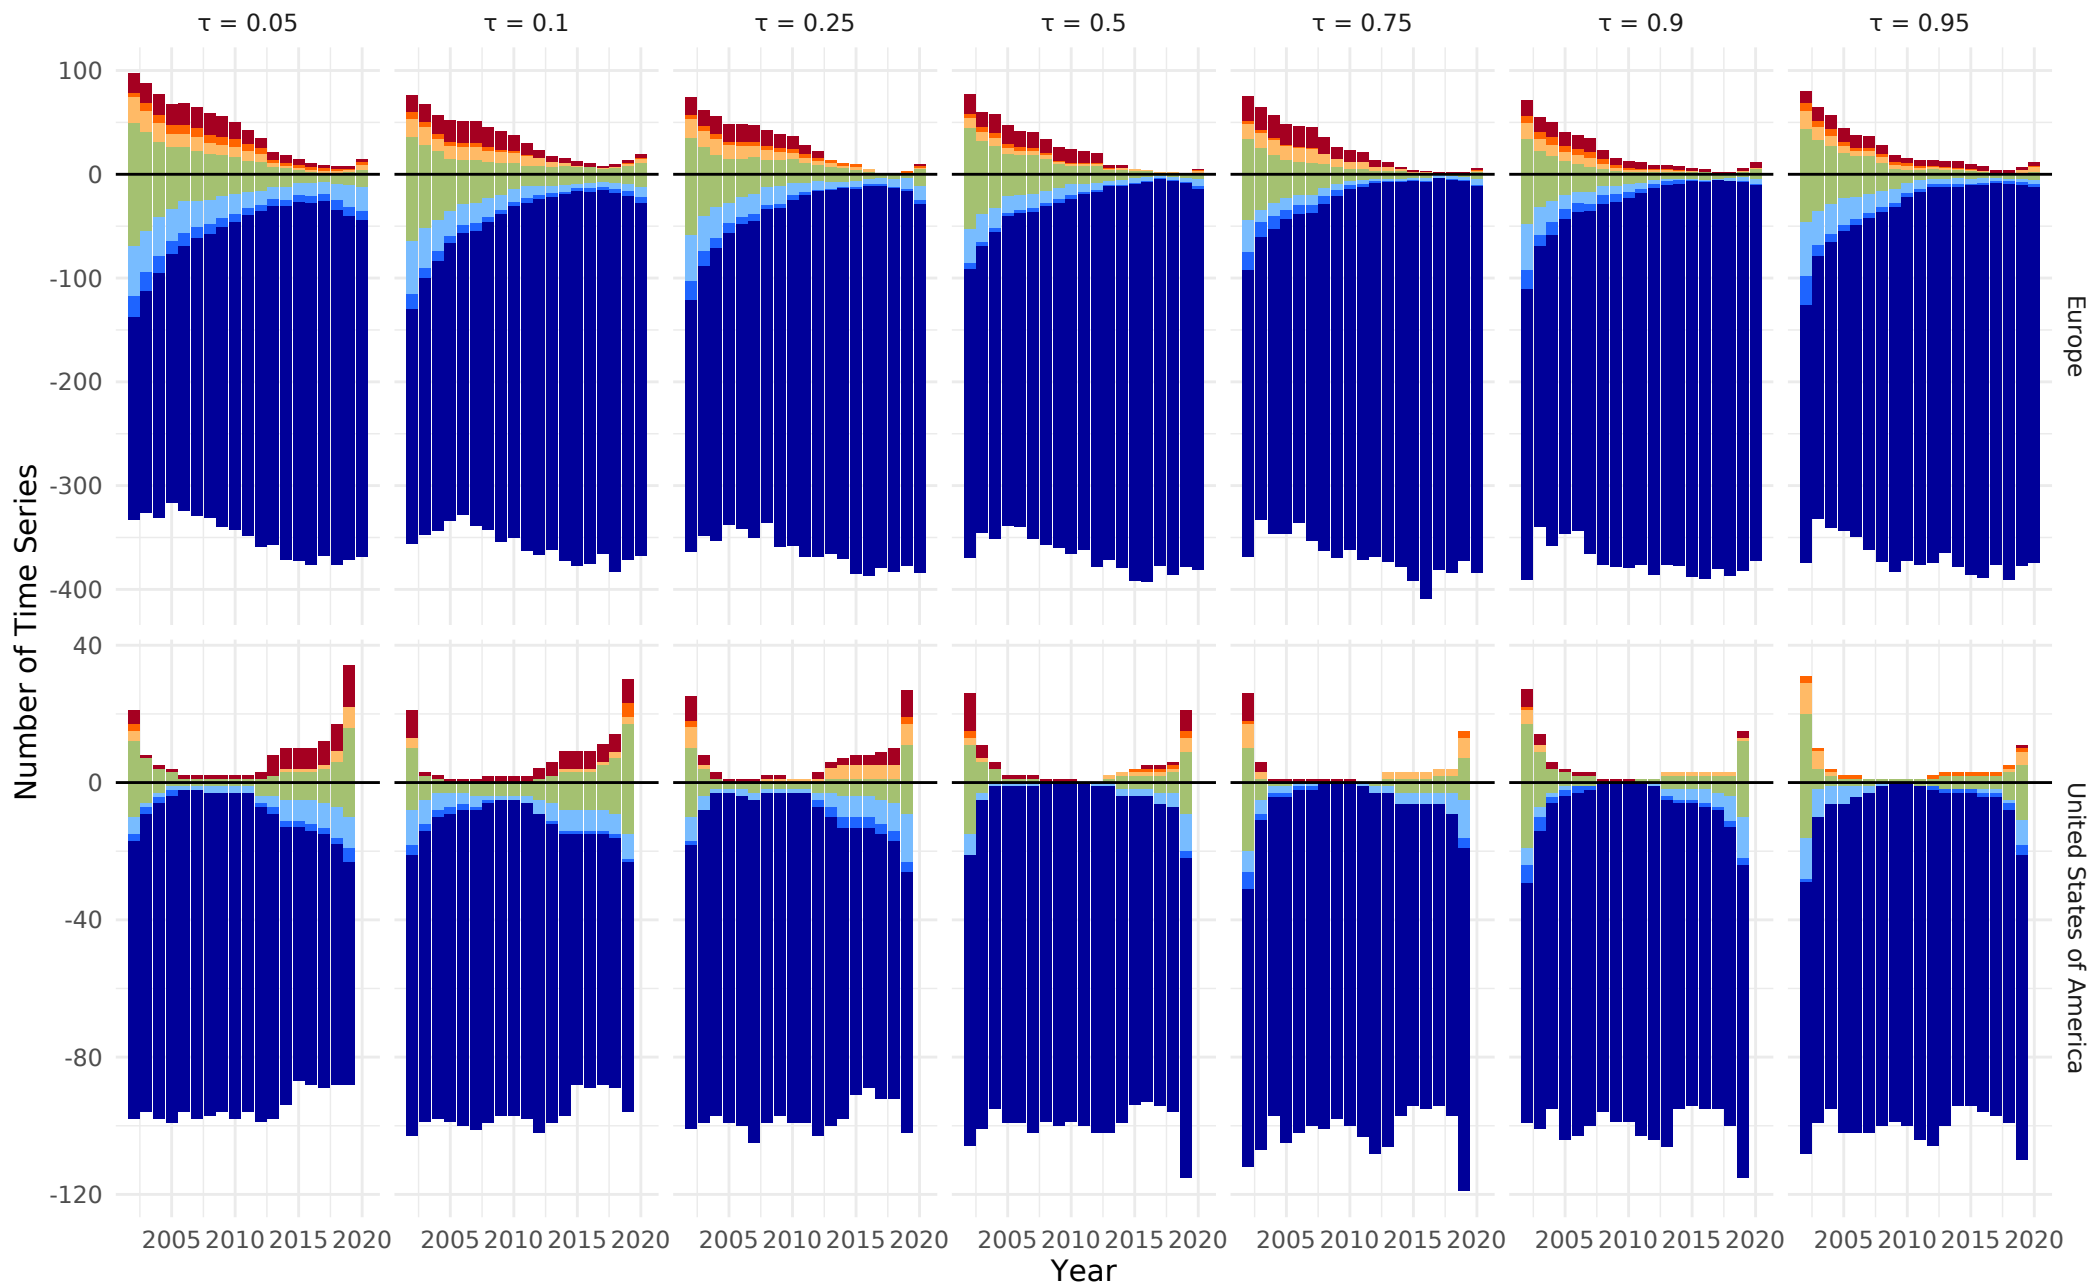 τ = 0.05 τ = 0.1 τ = 0.25 τ = 0.5 τ = 0.75 τ = 0.9 τ = 0.95
100
0
-100
-200
-300
-400
Europe
40
0
-40
-80
-120
United States of America
Number of Time Series
2005 2010 2015 2020 2005 2010 2015 2020 2005 2010 2015 2020 2005 2010 2015 2020 2005 2010 2015 2020 2005 2010 2015 2020 2005 2010 2015 2020
Year